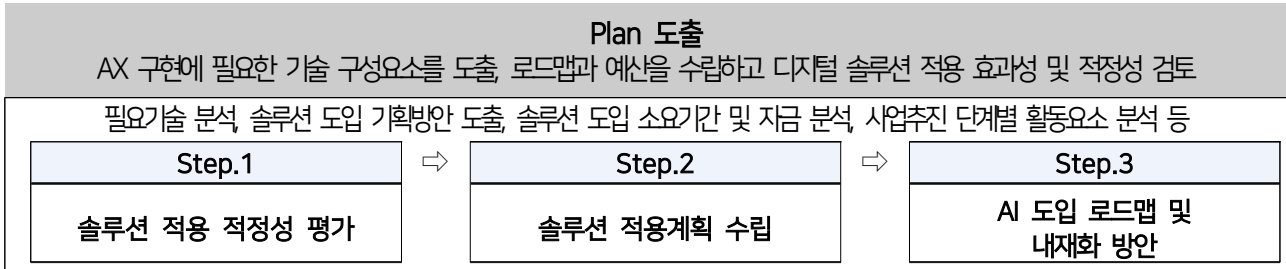 Plan 도출
AX 구현에 필요한 기술 구성요소를 도출, 로드맵과 예산을 수립하고 디지털 솔루션 적용 효과성 및 적정성 검토
필요기술 분석, 솔루션 도입 기획방안 도출, 솔루션 도입 소요기간 및 자금 분석, 사업추진 단계별 활동요소 분석 등
Step.1 ⇨ Step.2 ⇨ Step.3
솔루션 적용 적정성 평가
솔루션 적용계획 수립
AI 도입 로드맵 및
내재화 방안